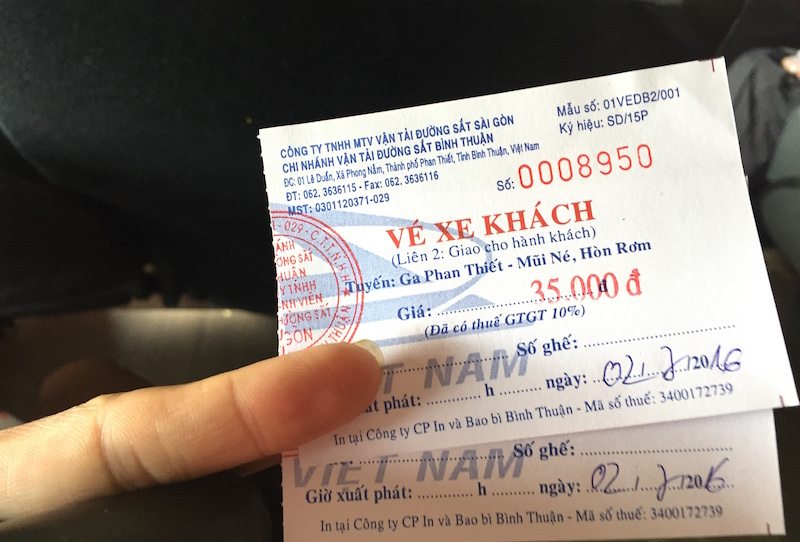 CÔNG TY TNHH MTV VẬN TẢI ĐƯỜNG SẮT SÀI GÒN
CHI NHÁNH VẬN TẢI ĐƯỜNG SẮT BÌNH THUẬN
ĐC: 01 Lê Duẩn, Xã Phong Nẫm, Thành phố Phan Thiết, Tỉnh Bình Thuận, Việt Nam
ĐT: 062. 3636115 - Fax: 062. 3636116
MST: 0301120371-029
Mẫu số: 01VEDB2/001
Ký hiệu: SD/15P
Số: 0008950
VÉ XE KHÁCH
(Liên 2: Giao cho hành khách)
Tuyến: Ga Phan Thiết - Mũi Né, Hòn Rơm
Giá: ........ 35.000 đ
(Đã có thuế GTGT 10%)
029 - C.T.T.N.H.H
VIỆT NAM
Số ghế: ........
phát: ........ h ........ ngày: 02/ 2 /2016
In tại Công ty CP In và Bao bì Bình Thuận - Mã số thuế: 3400172739
VIỆT NAM
Số ghế: ........
Giờ xuất phát: ........ h ........ ngày: 02/ 2 /2016
In tại Công ty CP In và Bao bì Bình Thuận - Mã số thuế: 3400172739